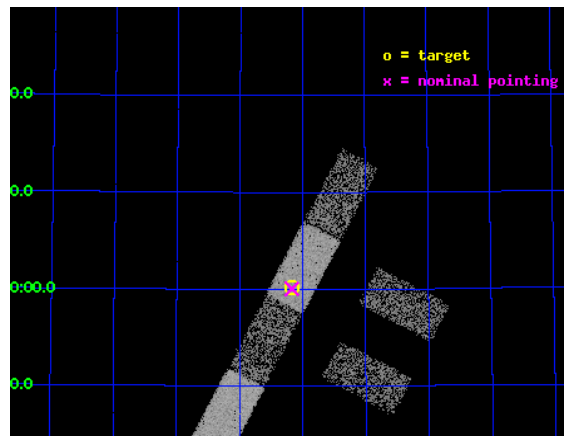 o = target
x = nominal pointing
0.0
0.0
0:00.0
0.0